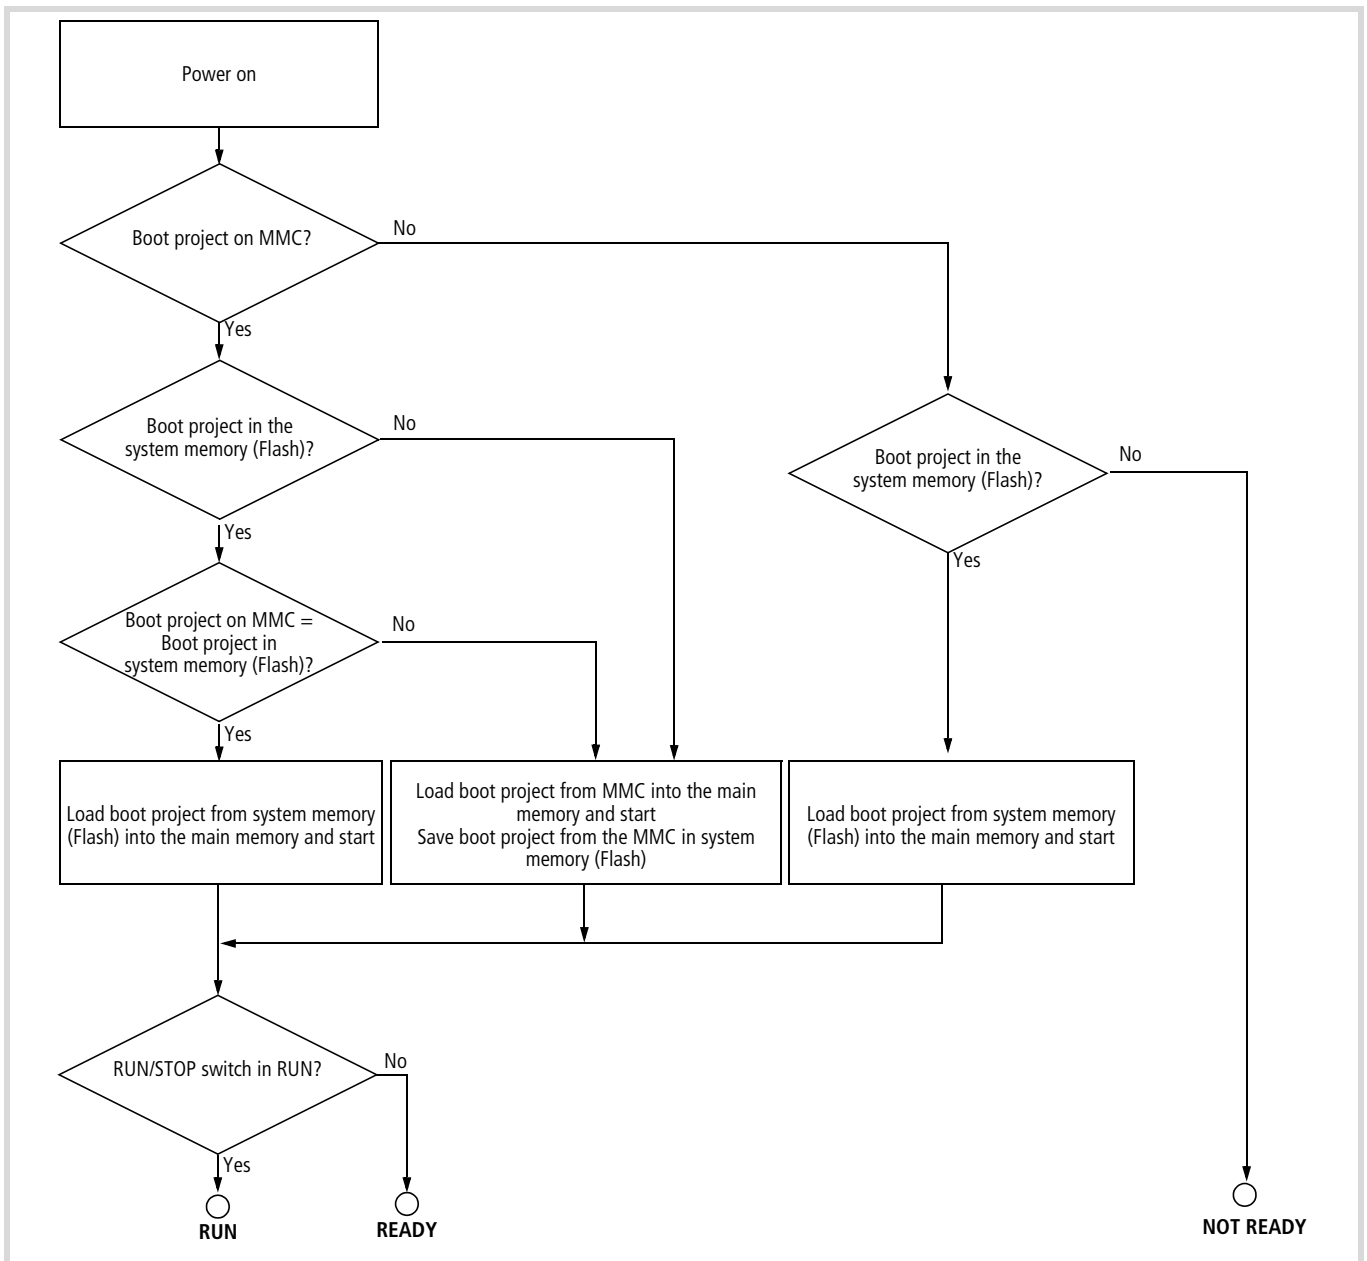 Power on
Boot project on MMC?
No
Yes
Boot project in the
system memory (Flash)?
No
Yes
Boot project in the
system memory (Flash)?
No
Yes
Boot project on MMC =
Boot project in
system memory (Flash)?
No
Yes
Load boot project from system memory
(Flash) into the main memory and start
Load boot project from MMC into the main
memory and start
Save boot project from the MMC in system
memory (Flash)
Load boot project from system memory
(Flash) into the main memory and start
RUN/STOP switch in RUN?
No
Yes
RUN
READY
NOT READY